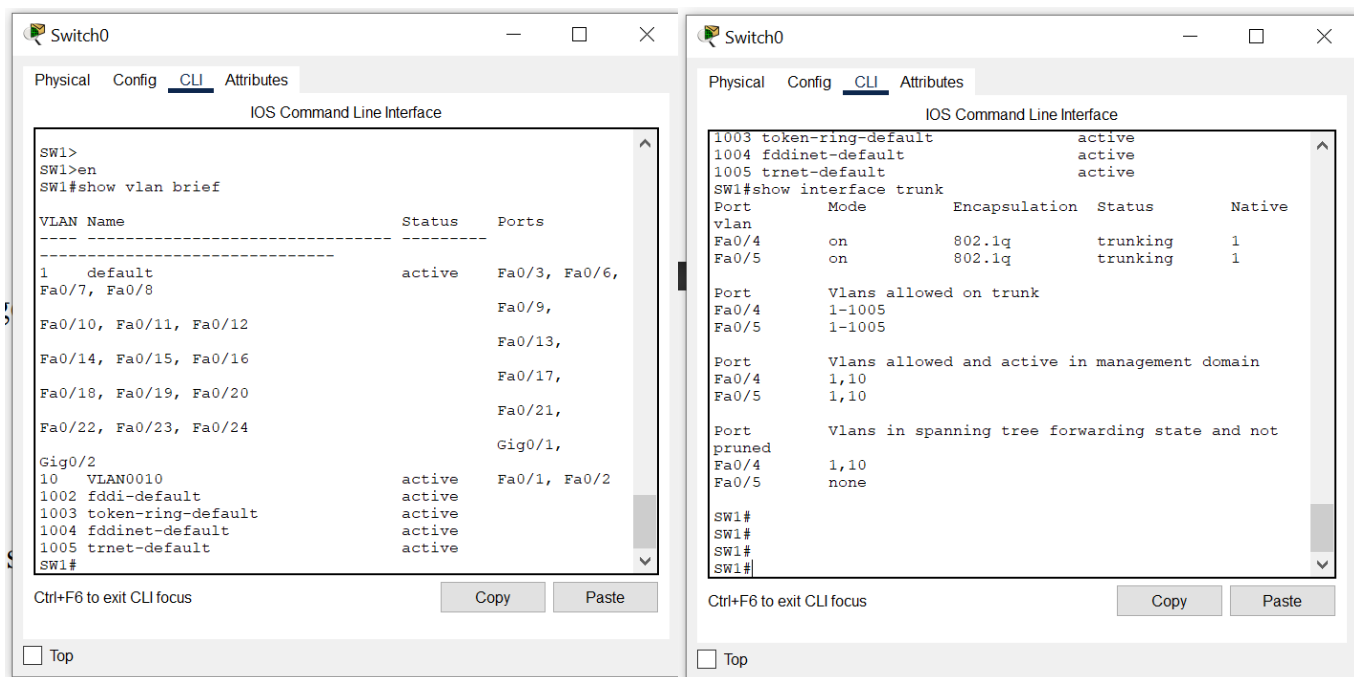 Switch0
Physical Config CLI Attributes
IOS Command Line Interface
SW1>
SW1>en
SW1#show vlan brief
VLAN Name Status Ports
---- -------------------------------- ---------
-------------------------------
1 default active Fa0/3, Fa0/6,
Fa0/7, Fa0/8
Fa0/9,
Fa0/10, Fa0/11, Fa0/12
Fa0/13,
Fa0/14, Fa0/15, Fa0/16
Fa0/17,
Fa0/18, Fa0/19, Fa0/20
Fa0/21,
Fa0/22, Fa0/23, Fa0/24
Gig0/1,
Gig0/2
10 VLAN0010 active Fa0/1, Fa0/2
1002 fddi-default active
1003 token-ring-default active
1004 fddinet-default active
1005 trnet-default active
SW1#
Ctrl+F6 to exit CLI focus
Copy Paste
Top
Switch0
Physical Config CLI Attributes
IOS Command Line Interface
1003 token-ring-default active
1004 fddinet-default active
1005 trnet-default active
SW1#show interface trunk
Port Mode Encapsulation Status Native
vlan
Fa0/4 on 802.1q trunking 1
Fa0/5 on 802.1q trunking 1
Port Vlans allowed on trunk
Fa0/4 1-1005
Fa0/5 1-1005
Port Vlans allowed and active in management domain
Fa0/4 1,10
Fa0/5 1,10
Port Vlans in spanning tree forwarding state and not
pruned
Fa0/4 1,10
Fa0/5 none
SW1#
SW1#
SW1#
SW1#
Ctrl+F6 to exit CLI focus
Copy Paste
Top